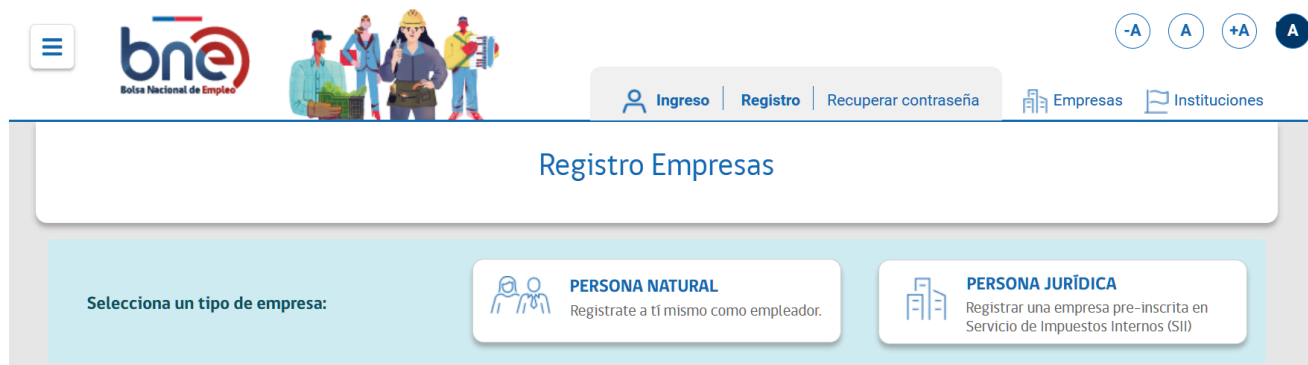 -A A +A A
bne
Bolsa Nacional de Empleo
Ingreso Registro Recuperar contraseña Empresas Instituciones
Registro Empresas
Selecciona un tipo de empresa:
PERSONA NATURAL
Registrate a tí mismo como empleador.
PERSONA JURÍDICA
Registrar una empresa pre-inscrita en
Servicio de Impuestos Internos (SII)